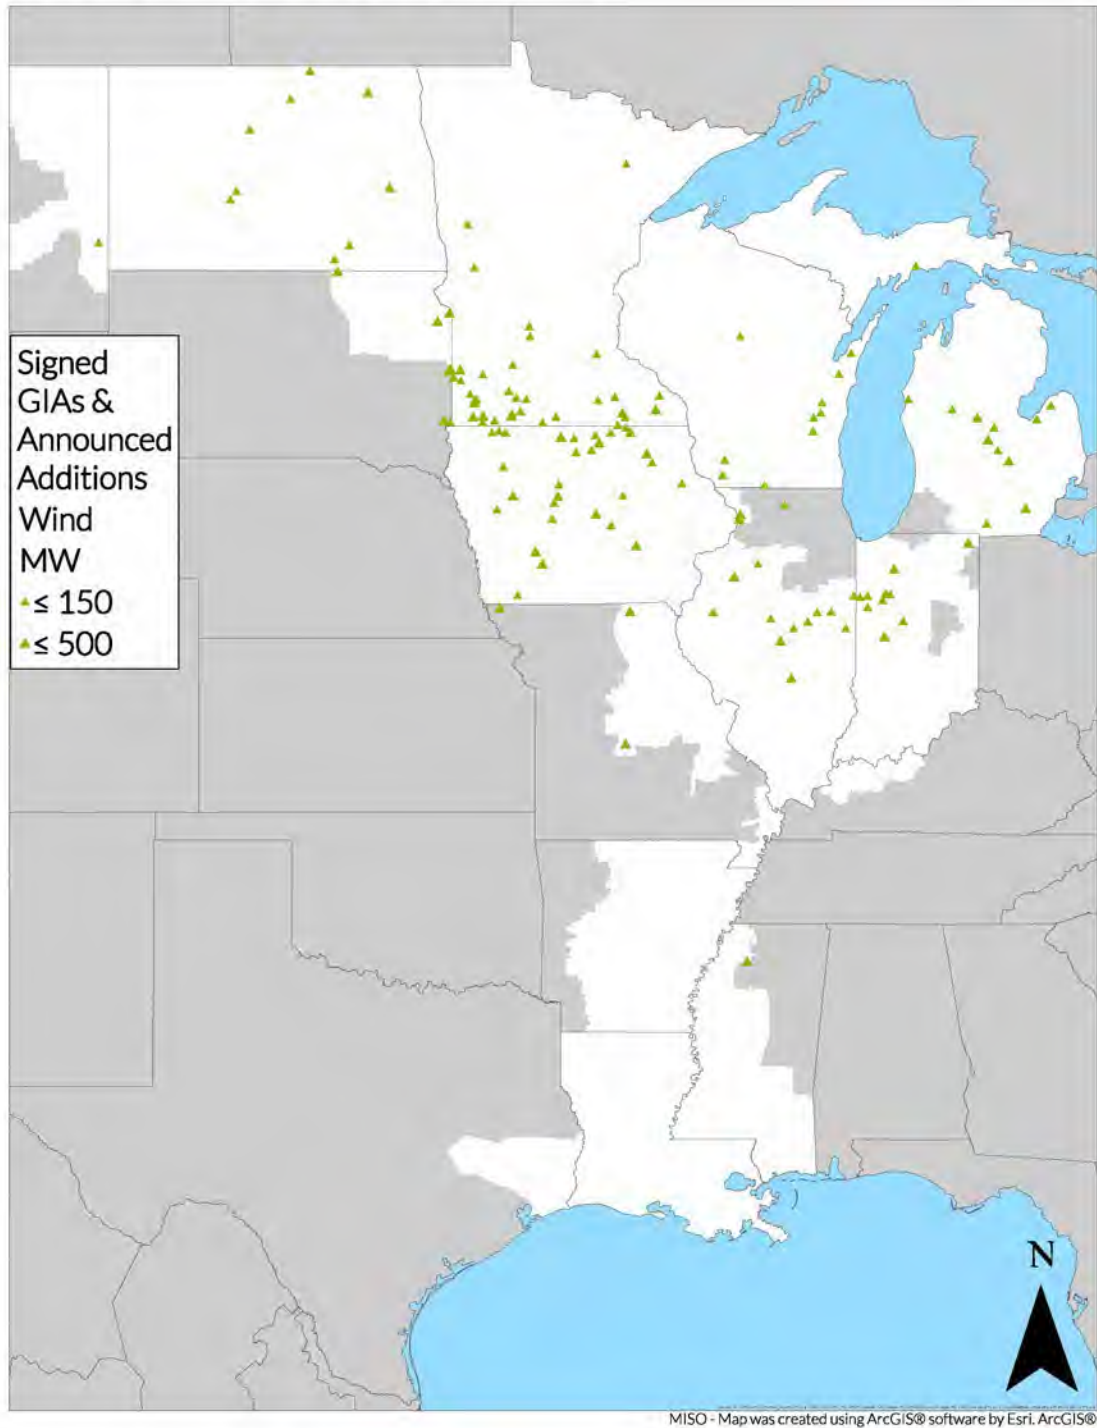 Signed
GIAs &
Announced
Additions
Wind
MW
≤ 150
≤ 500
N
MISO - Map was created using ArcGIS® software by Esri. ArcGIS®